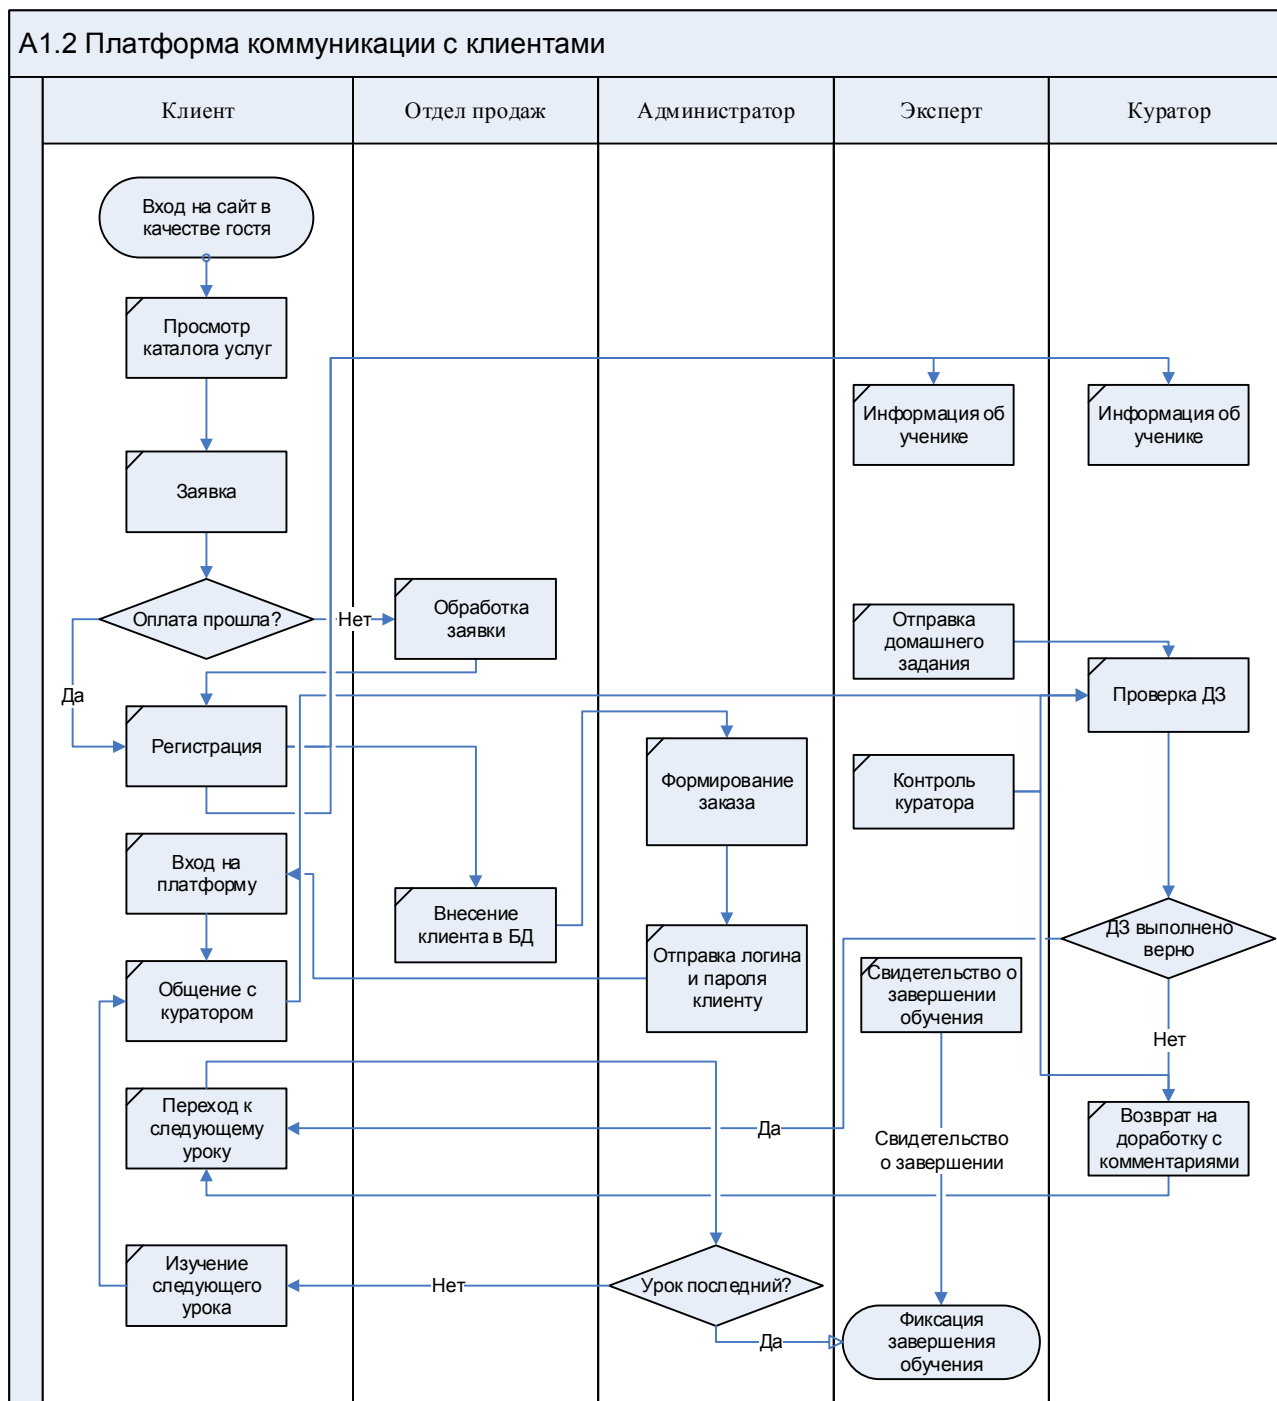 А1.2 Платформа коммуникации с клиентами
Клиент
Отдел продаж
Администратор
Эксперт
Куратор
Вход на сайт в
качестве гостя
Просмотр
каталога услуг
Информация об
ученике
Информация об
ученике
Заявка
Оплата прошла?
Нет
Обработка
заявки
Отправка
домашнего
задания
Да
Проверка ДЗ
Регистрация
Формирование
заказа
Контроль
куратора
Вход на
платформу
Внесение
клиента в БД
ДЗ выполнено
верно
Отправка логина
и пароля
клиенту
Свидетельство о
завершении
обучения
Общение с
куратором
Нет
Переход к
следующему
уроку
Да
Свидетельство
о завершении
Возврат на
доработку с
комментариями
Изучение
следующего
урока
Нет
Урок последний?
Да
Фиксация
завершения
обучения